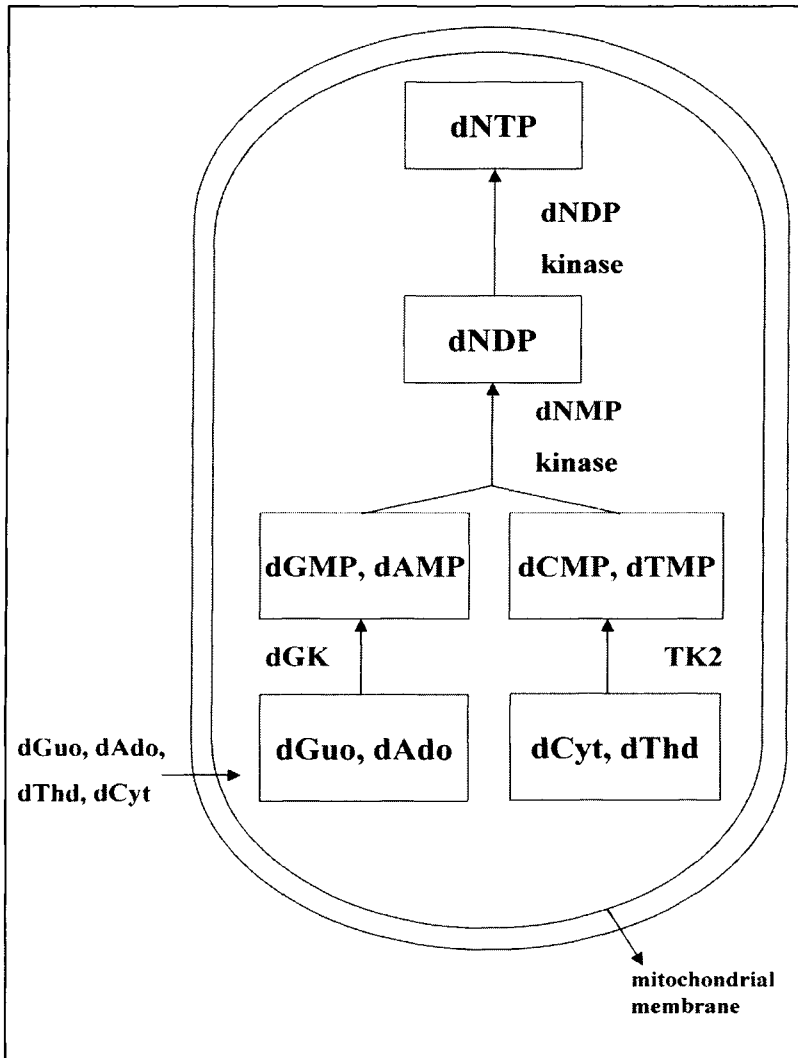 dNTP
dNDP
kinase
dNDP
dNMP
kinase
dGMP, dAMP
dCMP, dTMP
dGK
TK2
dGuo, dAdo
dCyt, dThd
dGuo, dAdo,
dThd, dCyt
mitochondrial
membrane